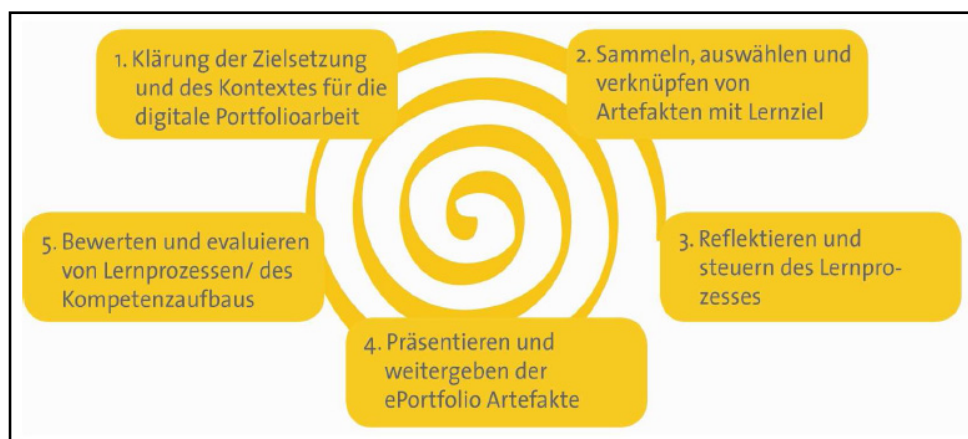 1. Klärung der Zielsetzung
und des Kontextes für die
digitale Portfolioarbeit
2. Sammeln, auswählen und
verknüpfen von
Artefakten mit Lernziel
3. Reflektieren und
steuern des Lernpro-
zesses
4. Präsentieren und
weitergeben der
ePortfolio Artefakte
5. Bewerten und evaluieren
von Lernprozessen/ des
Kompetenzaufbaus